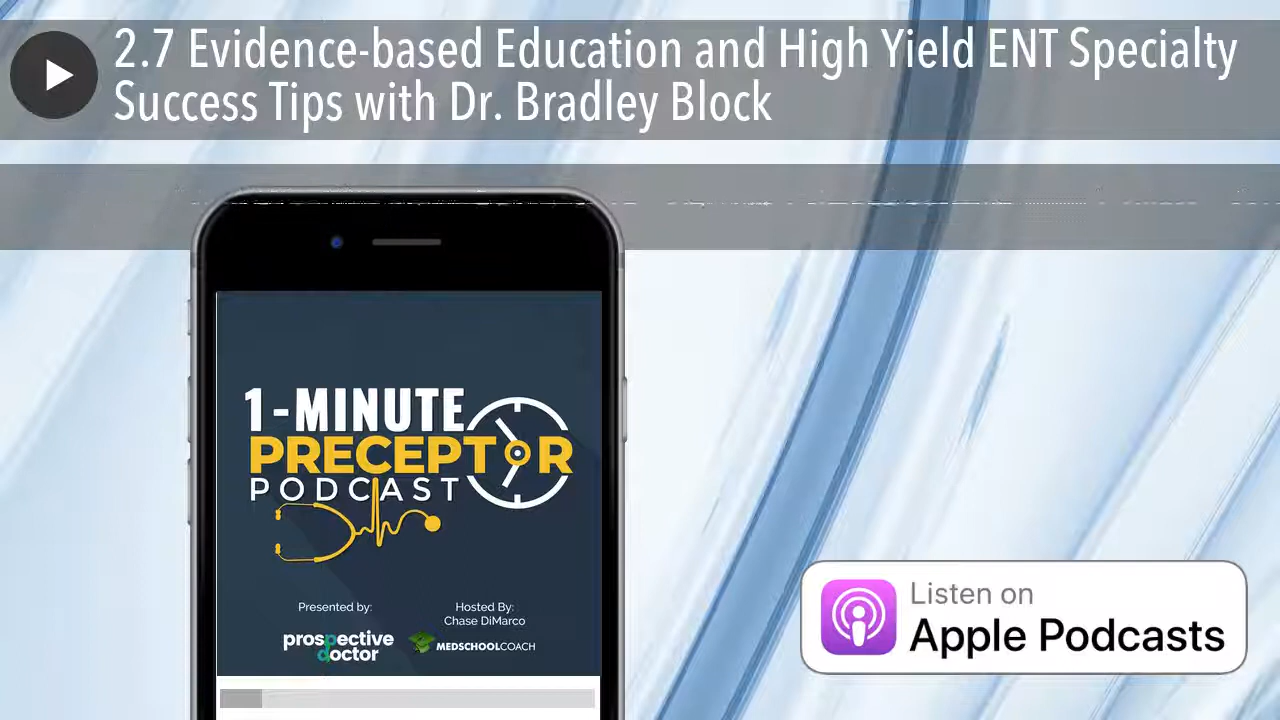 2.7 Evidence-based Education and High Yield ENT Specialty
Success Tips with Dr. Bradley Block
1-MINUTE
PRECEPTOR
PODCAST
Presented by:
prospective
doctor
Hosted By:
Chase DiMarco
MEDSCHOOLCOACH
Listen on
Apple Podcasts